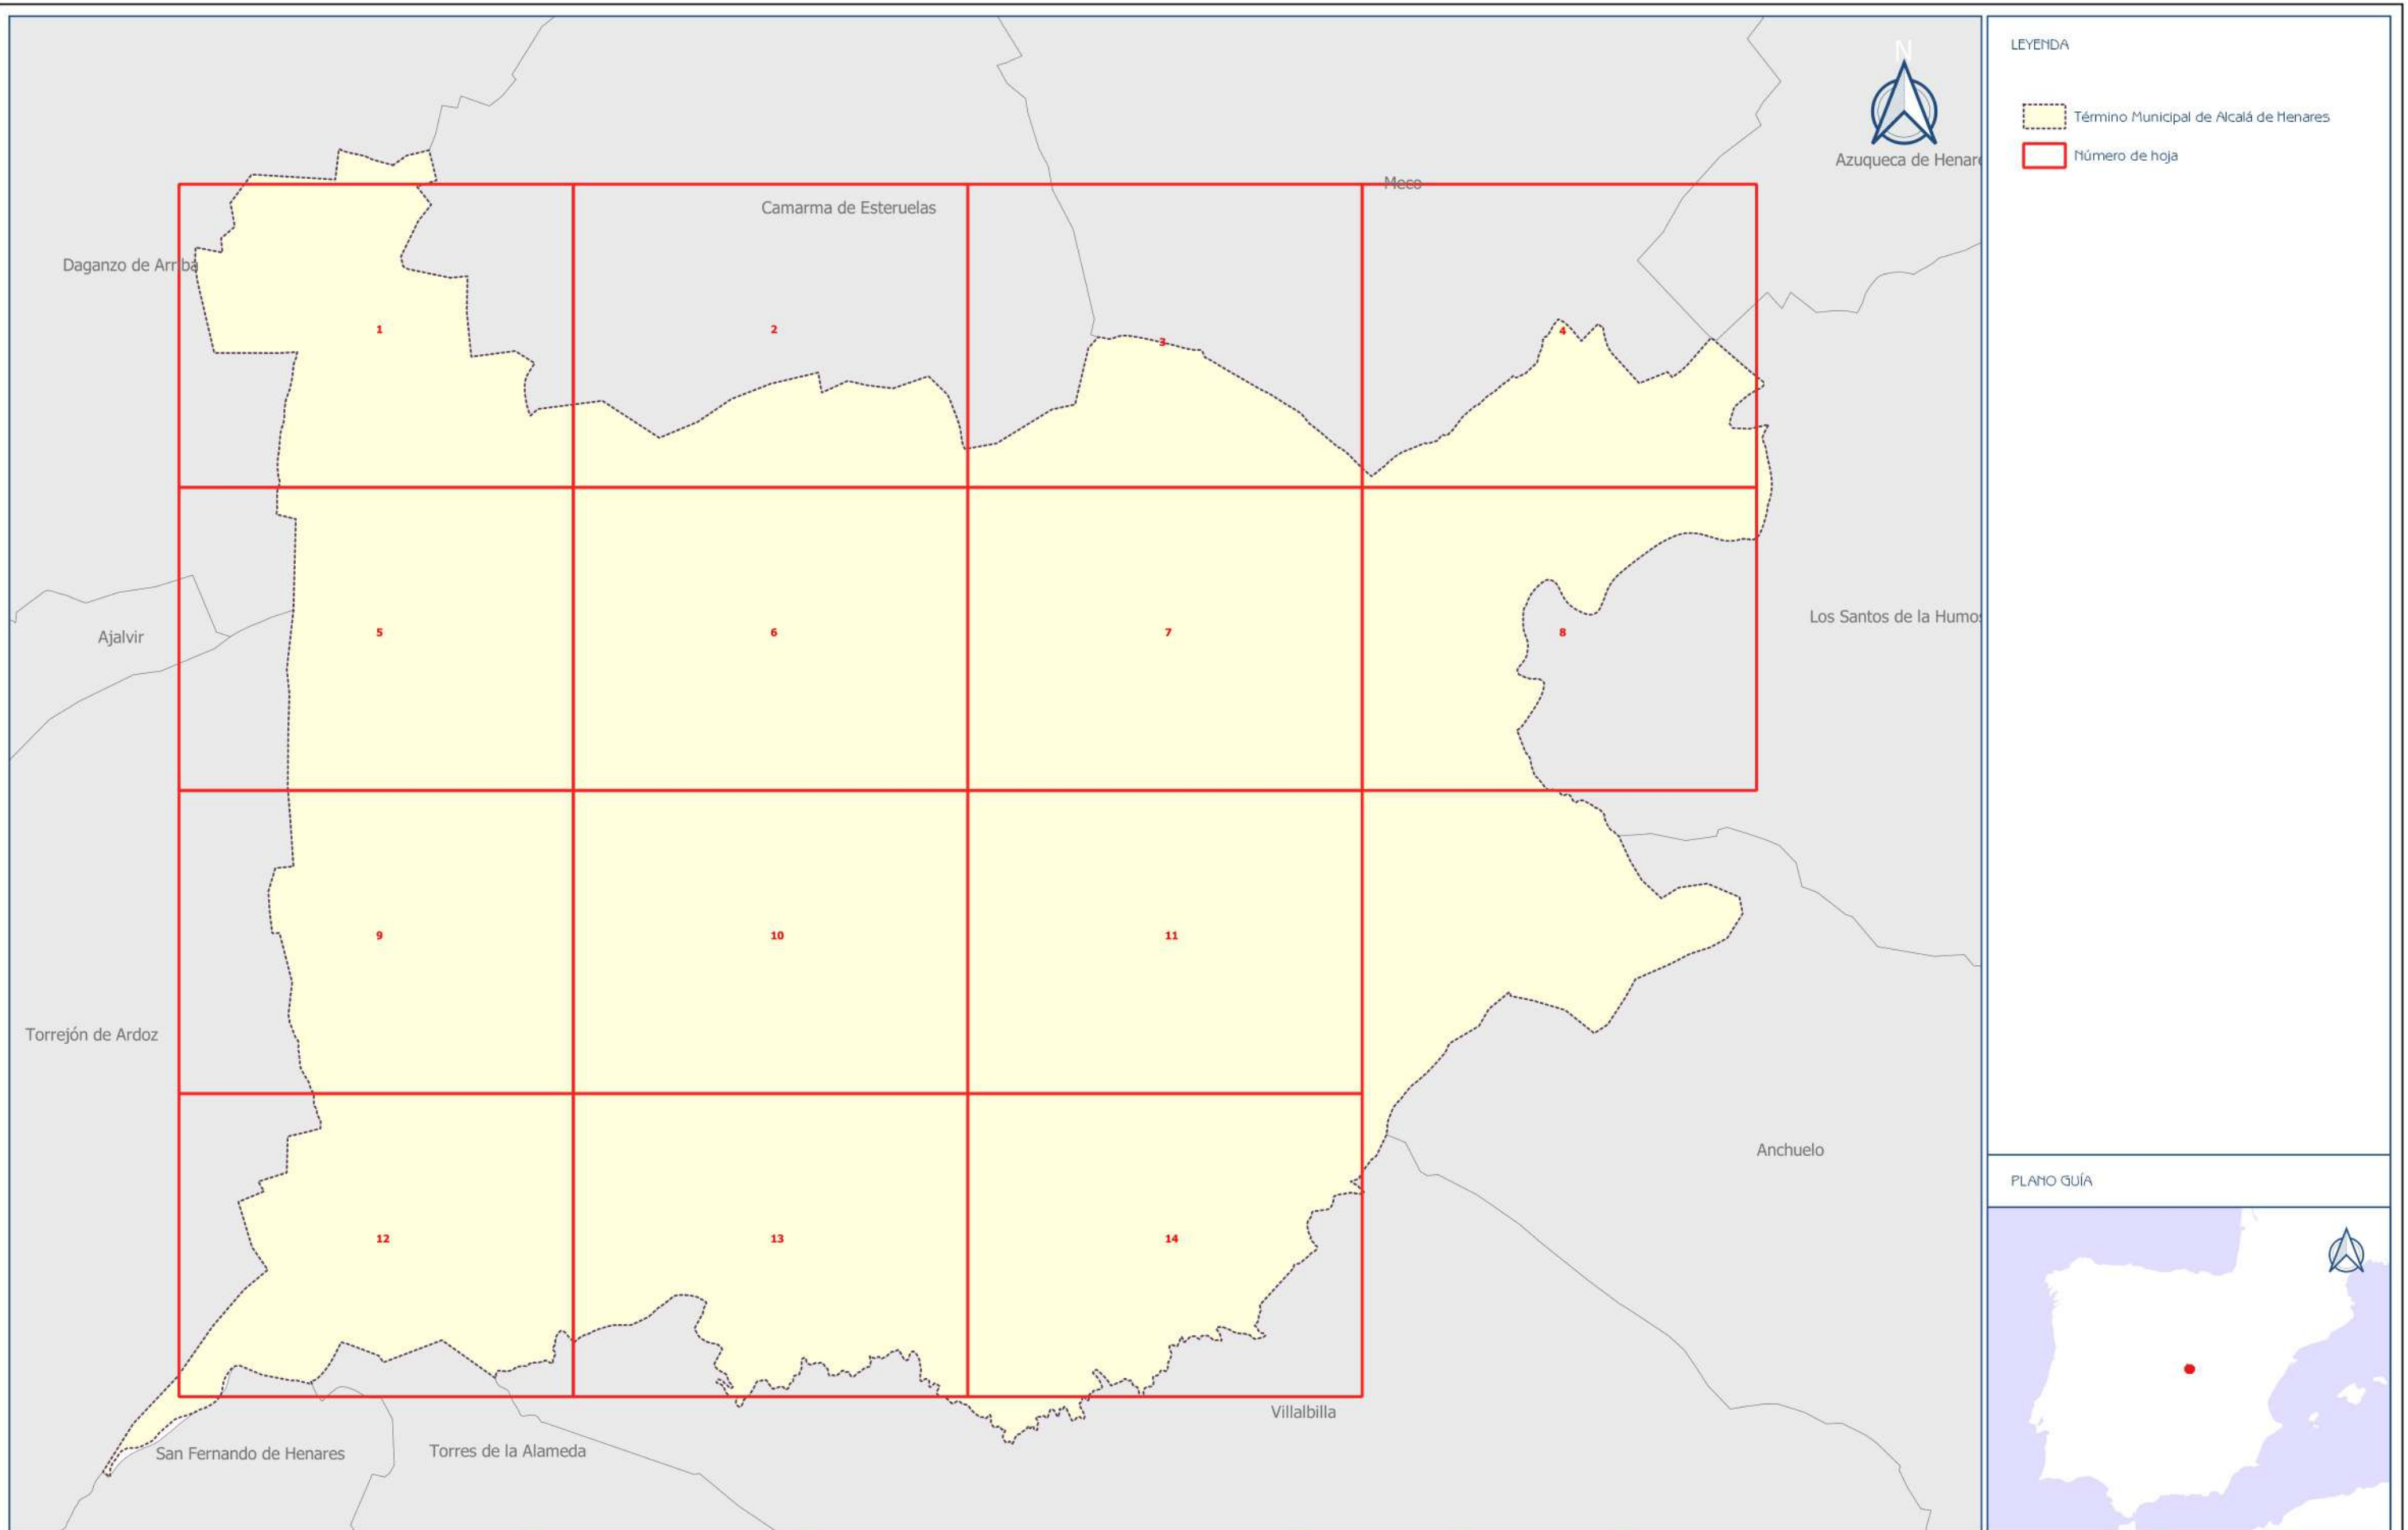 LEYENDA
N
Término Municipal de Alcalá de Henares
Número de hoja
Azuqueca de Henar
Meco
Camarma de Esteruelas
Daganzo de Arriba
1
2
3
4
Los Santos de la Humos
Ajalvir
5
6
7
8
9
10
11
Torrejón de Ardoz
Anchuelo
PLANO GUÍA
12
13
14
Villalbilla
San Fernando de Henares
Torres de la Alameda